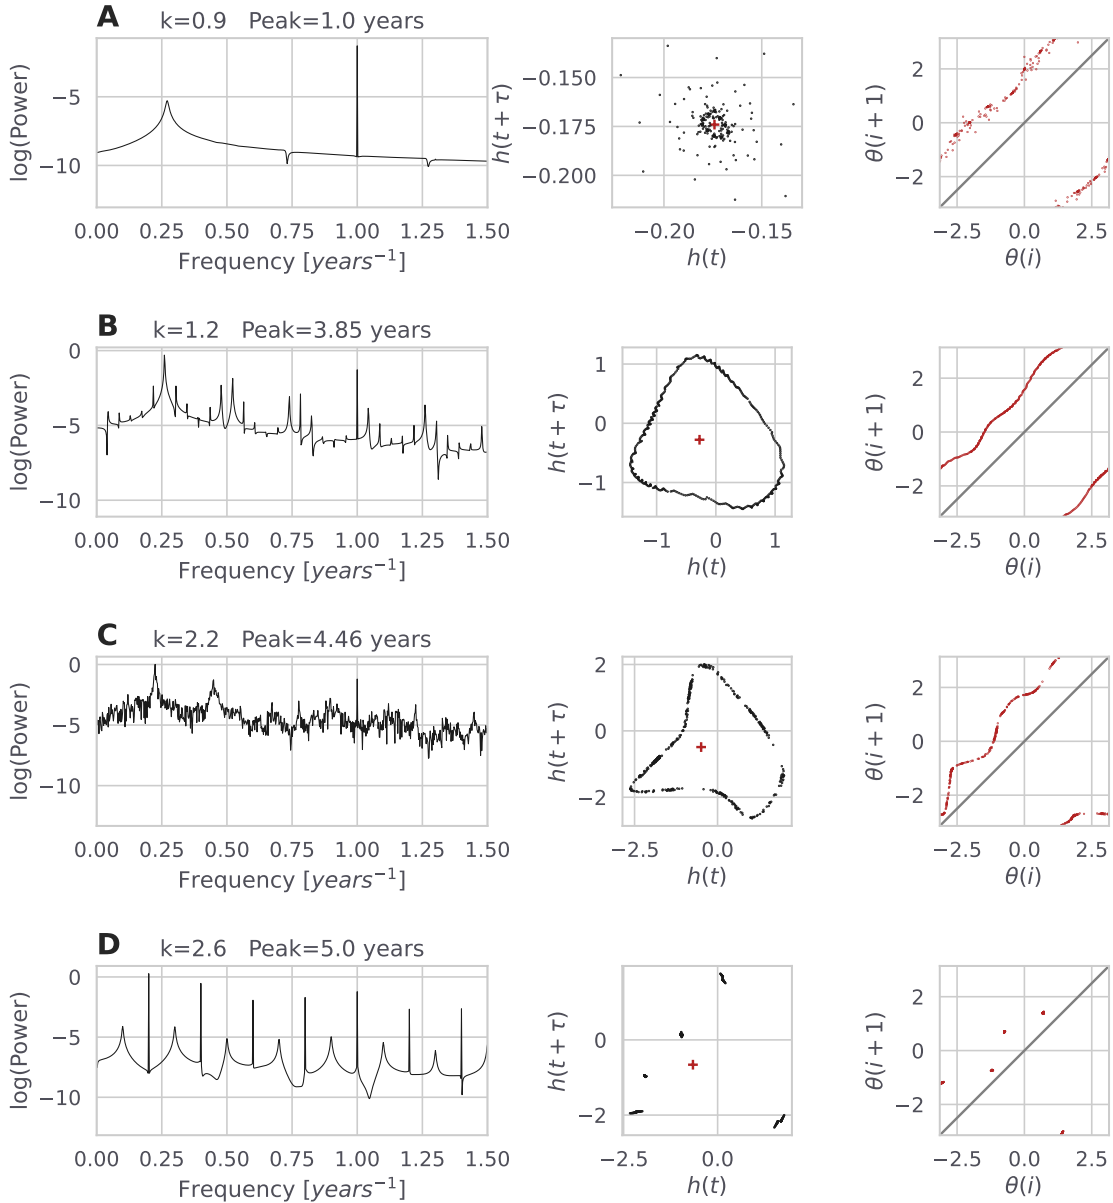 A k=0.9 Peak=1.0 years
log(Power)
−5
−10
0.00 0.25 0.50 0.75 1.00 1.25 1.50
Frequency [years⁻¹]
h(t + τ)
−0.150
−0.175
−0.200
−0.20 −0.15
h(t)
θ(i + 1)
2
0
−2
−2.5 0.0 2.5
θ(i)
B k=1.2 Peak=3.85 years
log(Power)
0
−5
−10
0.00 0.25 0.50 0.75 1.00 1.25 1.50
Frequency [years⁻¹]
h(t + τ)
1
0
−1
−1 0 1
h(t)
θ(i + 1)
2
0
−2
−2.5 0.0 2.5
θ(i)
C k=2.2 Peak=4.46 years
log(Power)
0
−5
−10
0.00 0.25 0.50 0.75 1.00 1.25 1.50
Frequency [years⁻¹]
h(t + τ)
2
0
−2
−2.5 0.0
h(t)
θ(i + 1)
2
0
−2
−2.5 0.0 2.5
θ(i)
D k=2.6 Peak=5.0 years
log(Power)
0
−5
−10
0.00 0.25 0.50 0.75 1.00 1.25 1.50
Frequency [years⁻¹]
h(t + τ)
0
−2
−2.5 0.0
h(t)
θ(i + 1)
2
0
−2
−2.5 0.0 2.5
θ(i)